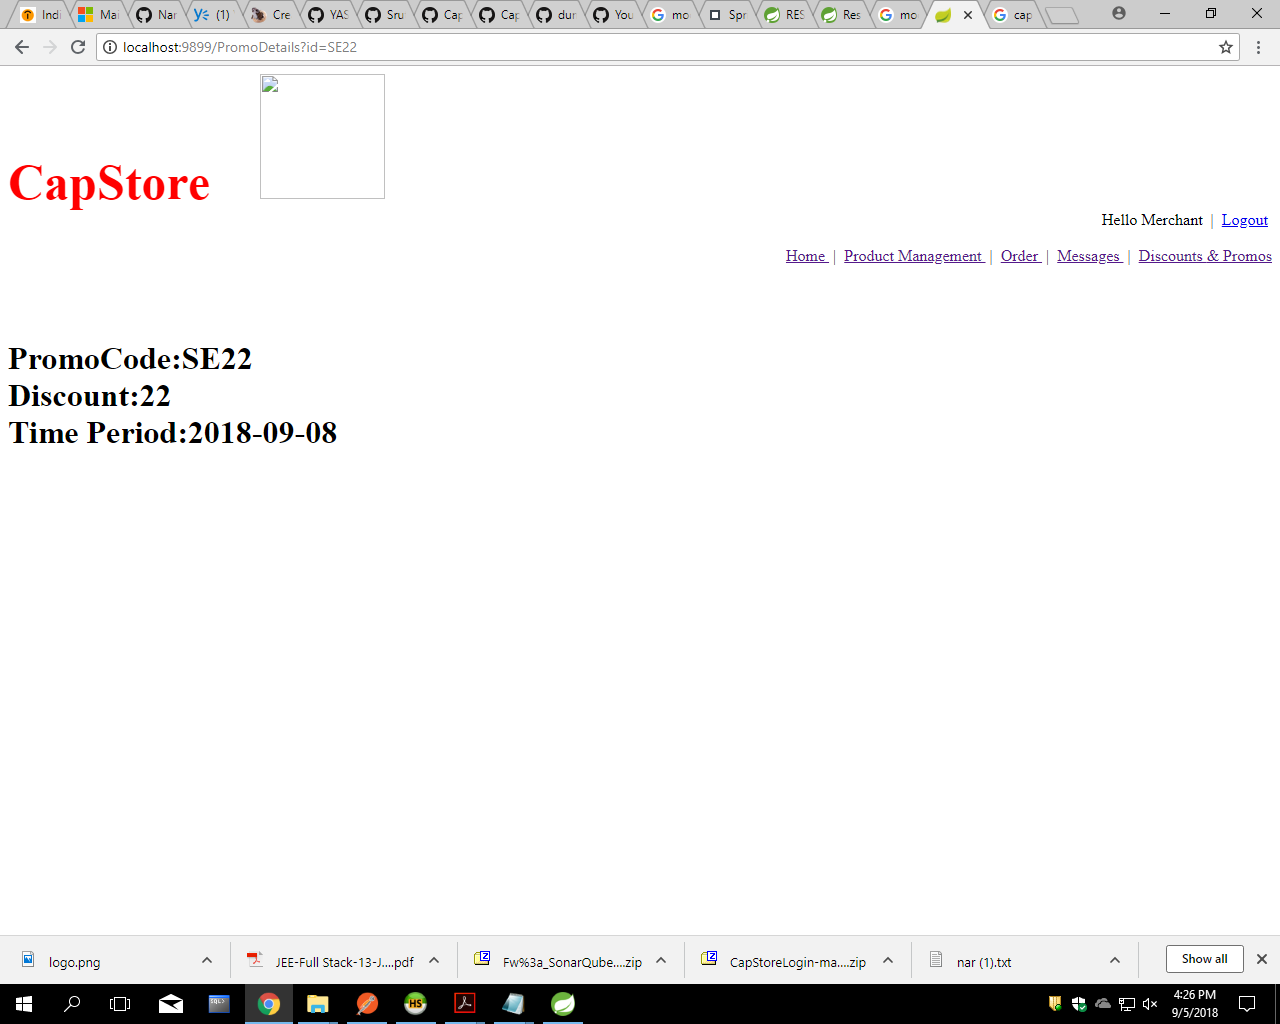 Indi
Mai
Nar
(1)
Cre
YAS
Sru
Cap
Cap
dur
You
mo
Spr
RES
Res
mo
cap
localhost:9899/PromoDetails?id=SE22
CapStore
Hello Merchant | Logout
Home | Product Management | Order | Messages | Discounts & Promos
PromoCode:SE22
Discount:22
Time Period:2018-09-08
logo.png
JEE-Full Stack-13-J....pdf
Fw%3a_SonarQube....zip
CapStoreLogin-ma....zip
nar (1).txt
Show all
SQL>
HS
4:26 PM
9/5/2018